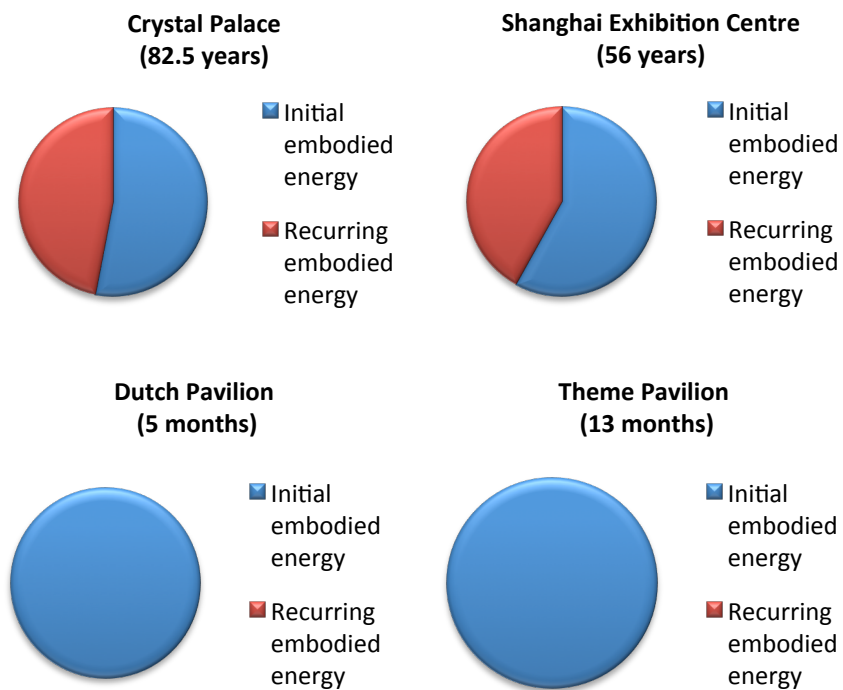 Crystal Palace
(82.5 years)
Initial
embodied
energy
Recurring
embodied
energy
Shanghai Exhibition Centre
(56 years)
Initial
embodied
energy
Recurring
embodied
energy
Dutch Pavilion
(5 months)
Initial
embodied
energy
Recurring
embodied
energy
Theme Pavilion
(13 months)
Initial
embodied
energy
Recurring
embodied
energy